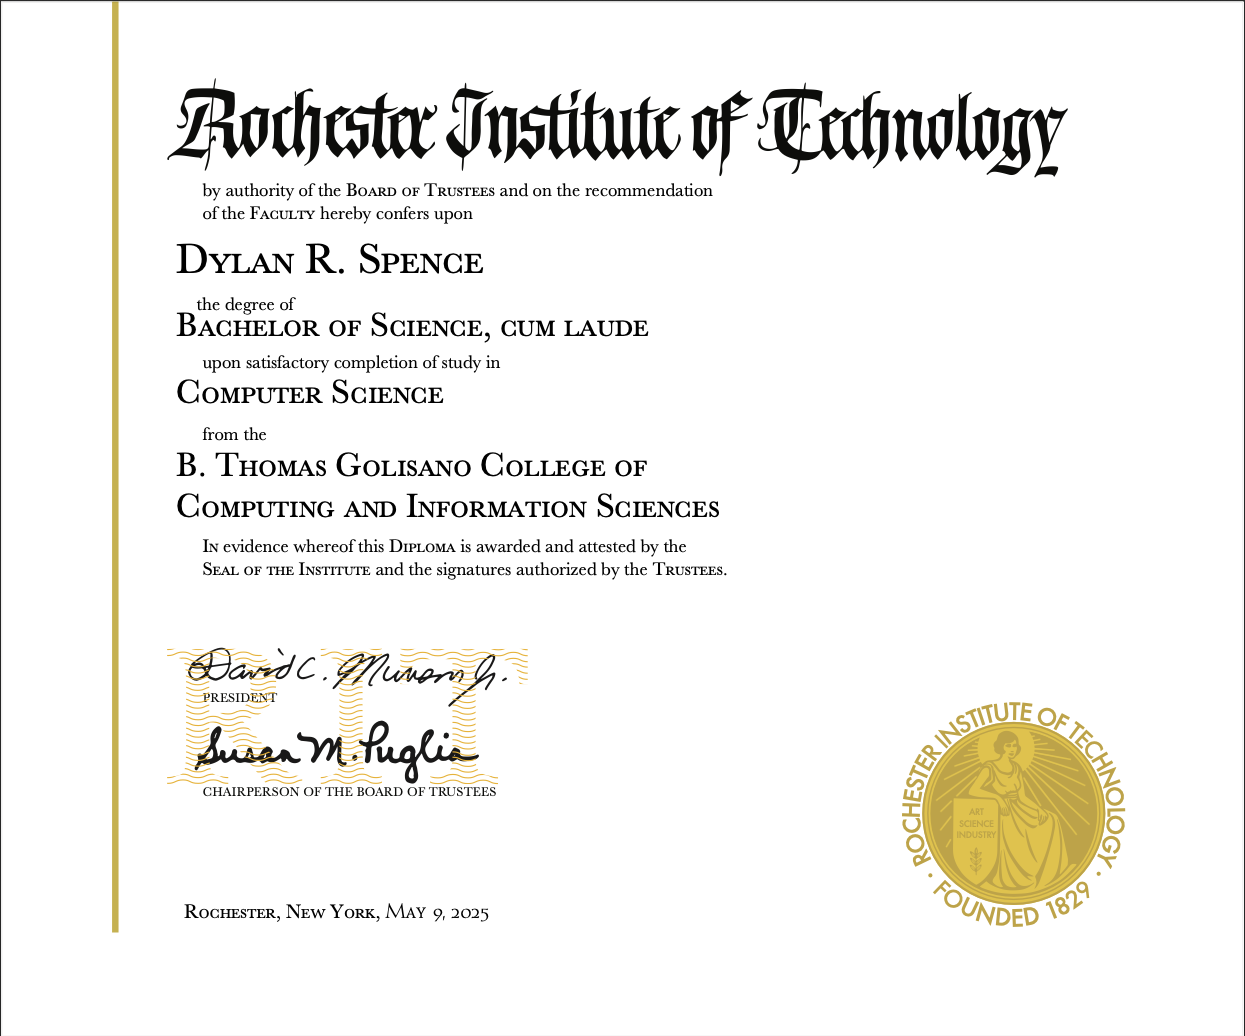 Rochester Institute of Technology
by authority of the Board of Trustees and on the recommendation
of the Faculty hereby confers upon
Dylan R. Spence
the degree of
Bachelor of Science, cum laude
upon satisfactory completion of study in
Computer Science
from the
B. Thomas Golisano College of
Computing and Information Sciences
In evidence whereof this Diploma is awarded and attested by the
Seal of the Institute and the signatures authorized by the Trustees.
RIT
David C. Munson Jr.
PRESIDENT
Susan M. Puglia
CHAIRPERSON OF THE BOARD OF TRUSTEES
Rochester, New York, May 9, 2025
ROCHESTER INSTITUTE OF TECHNOLOGY
ART
SCIENCE
INDUSTRY
· FOUNDED 1829 ·